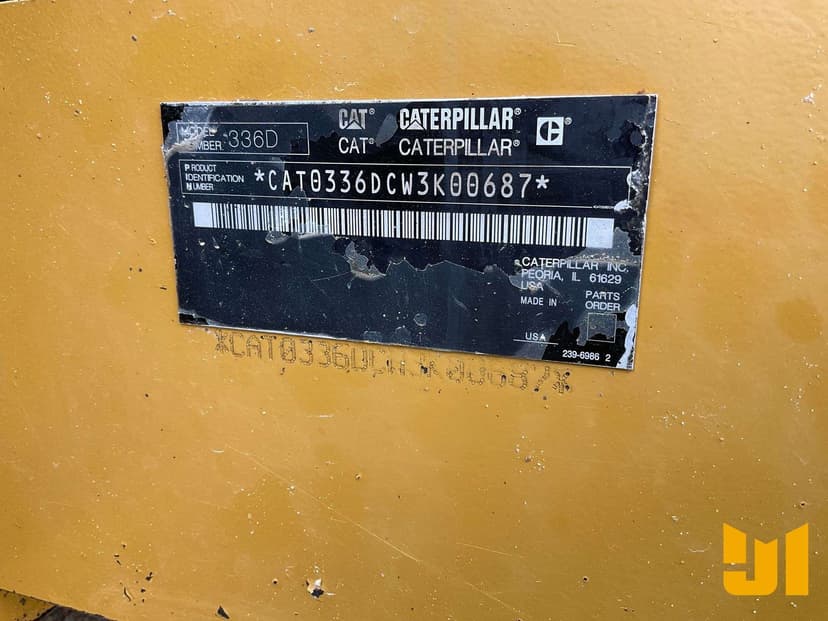 CAT® CATERPILLAR®
CAT® CATERPILLAR®
MODEL
NUMBER 336D
PRODUCT
IDENTIFICATION
NUMBER
*CAT0336DCW3K00687*
CATERPILLAR INC.
PEORIA, IL 61629
USA
MADE IN
PARTS
ORDER
USA
239-6986 2
*CAT0336DCW3K00687*